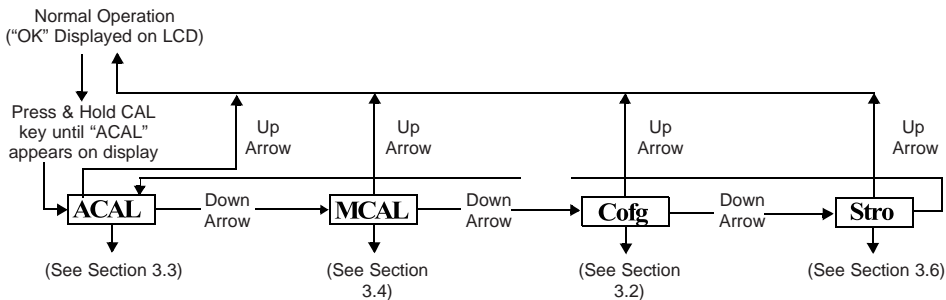 Normal Operation
(“OK” Displayed on LCD)
Press & Hold CAL
key until “ACAL”
appears on display
Up
Arrow
Up
Arrow
Up
Arrow
Up
Arrow
ACAL
Down
Arrow
MCAL
Down
Arrow
Cofg
Down
Arrow
Stro
(See Section 3.3)
(See Section
3.4)
(See Section
3.2)
(See Section 3.6)